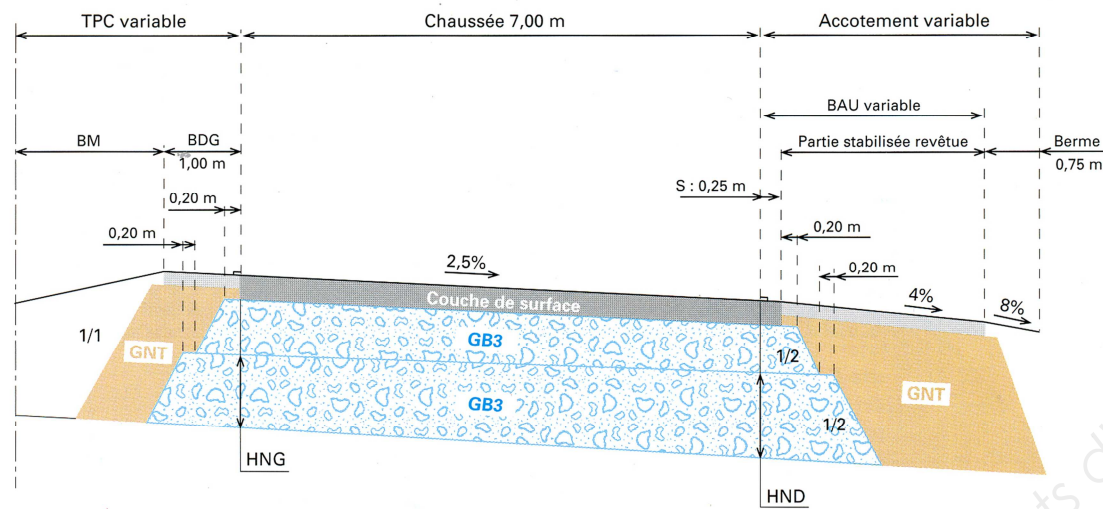 TPC variable
Chaussée 7,00 m
Accotement variable
BAU variable
BM
BDG
1,00 m
Partie stabilisée revêtue
Berme
0,75 m
0,20 m
S : 0,25 m
0,20 m
0,20 m
0,20 m
2,5%
4%
8%
Couche de surface
1/1
GNT
GB3
1/2
GB3
1/2
GNT
HNG
HND